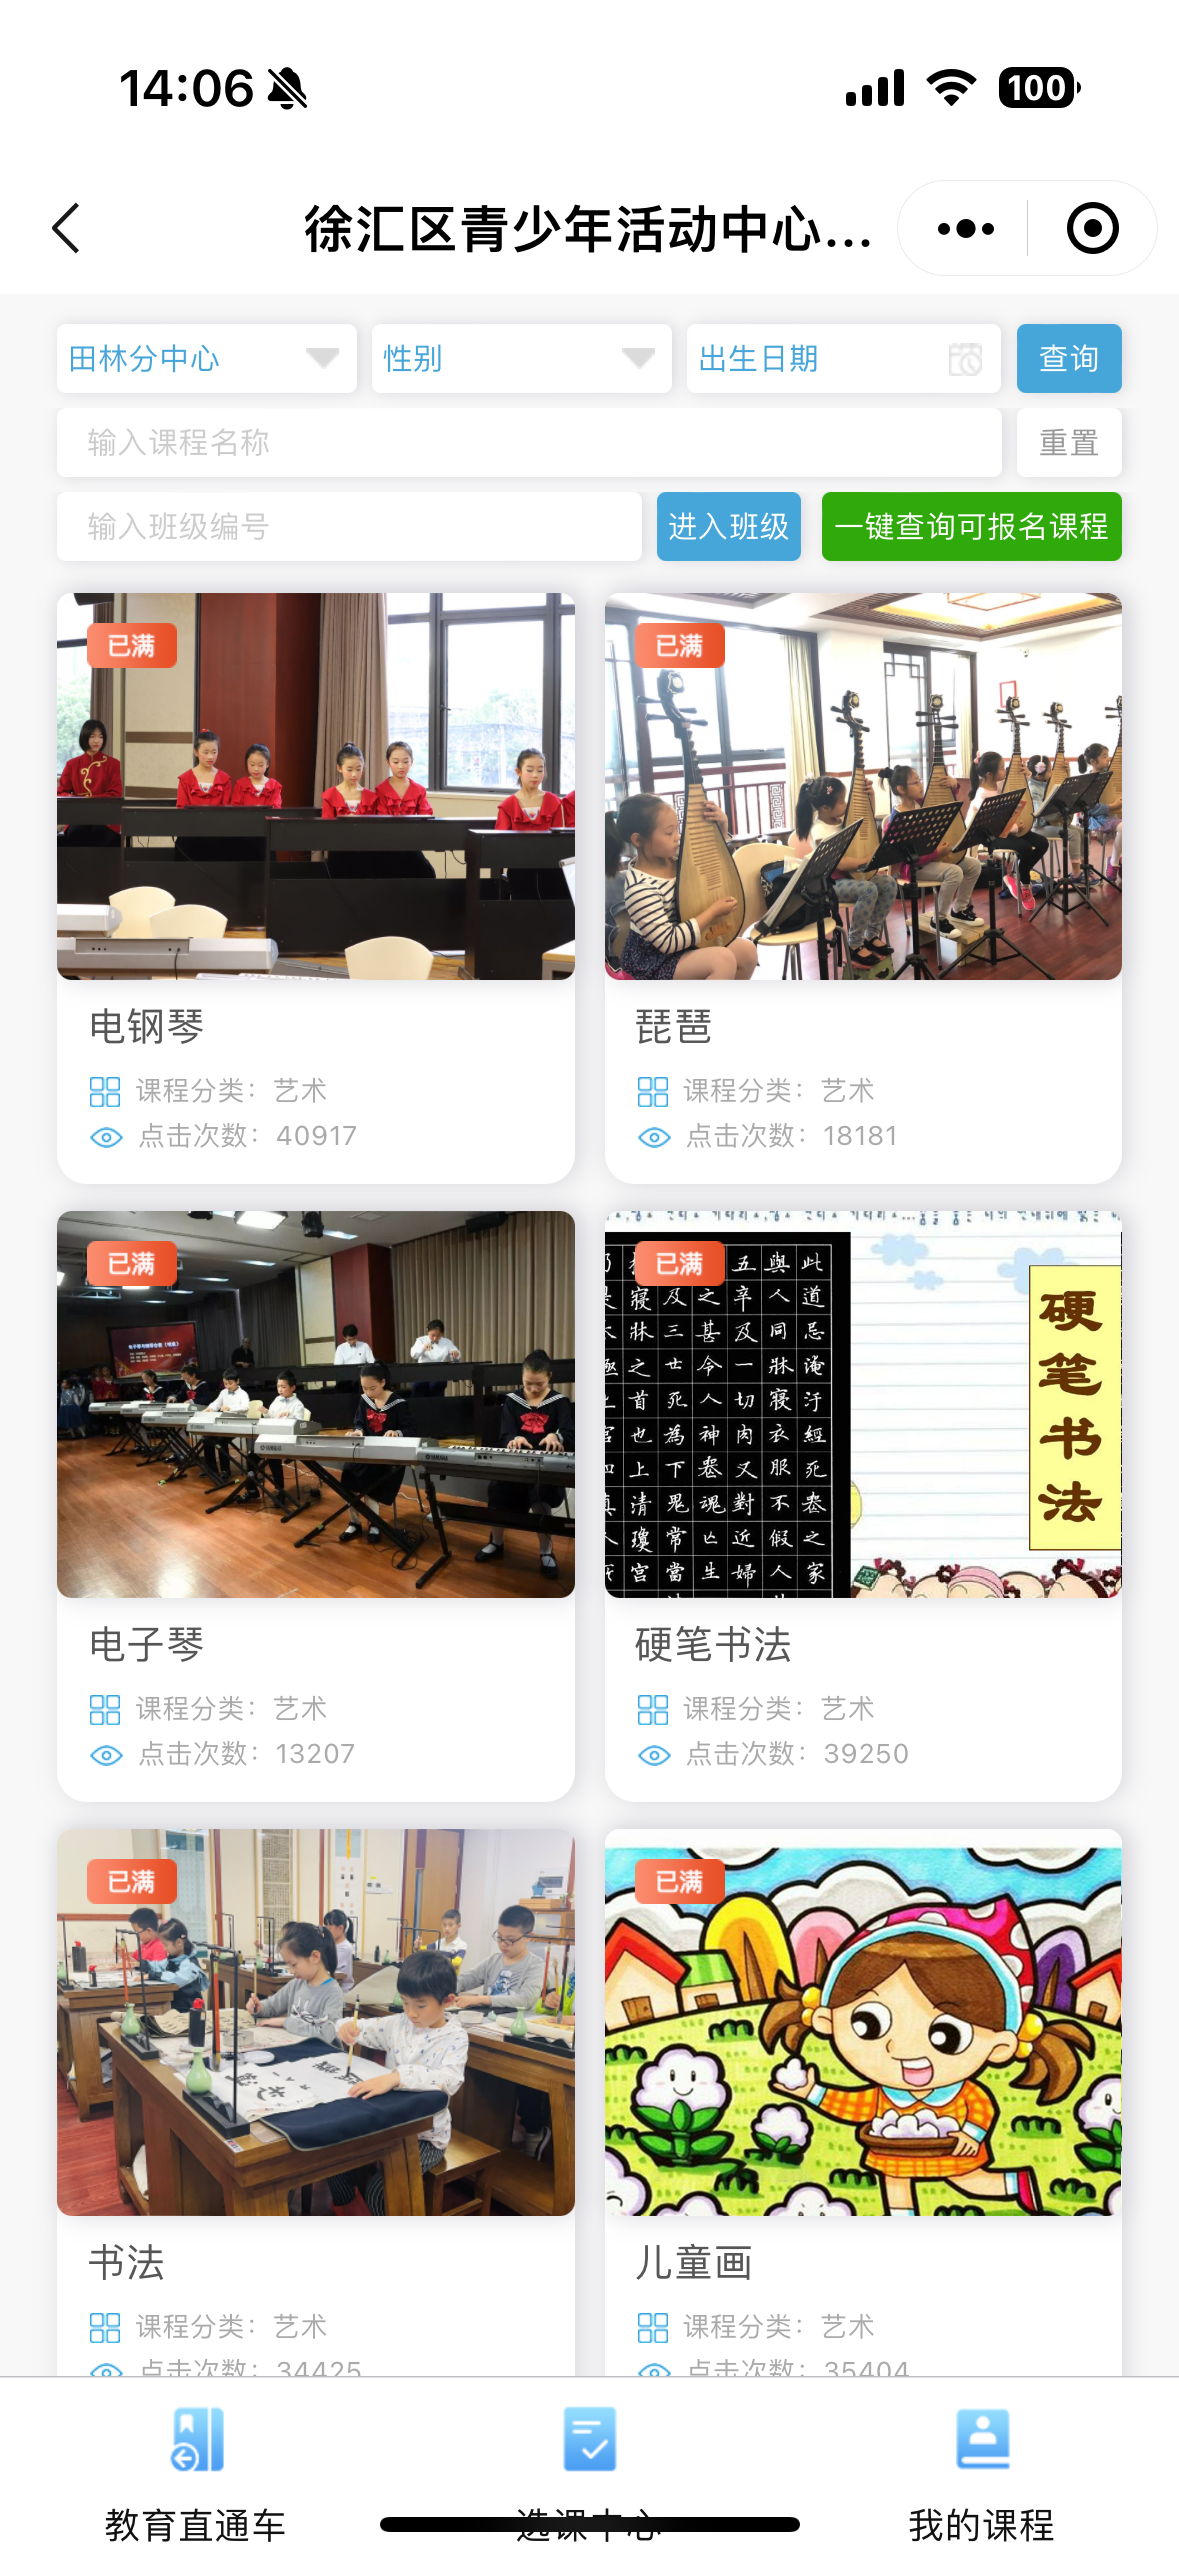 14:06
100
徐汇区青少年活动中心...
田林分中心
性别
出生日期
查询
输入课程名称
重置
输入班级编号
进入班级
一键查询可报名课程
已满
电钢琴
课程分类：艺术
点击次数：40917
已满
琵琶
课程分类：艺术
点击次数：18181
已满
电子琴
课程分类：艺术
点击次数：13207
已满
硬笔书法
硬笔书法
课程分类：艺术
点击次数：39250
已满
书法
课程分类：艺术
点击次数：34425
已满
儿童画
课程分类：艺术
点击次数：35404
教育直通车
选课中心
我的课程